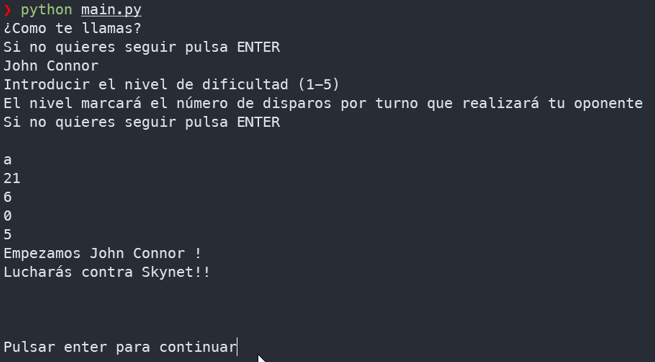 ❯ python main.py
¿Como te llamas?
Si no quieres seguir pulsa ENTER
John Connor
Introducir el nivel de dificultad (1-5)
El nivel marcará el número de disparos por turno que realizará tu oponente
Si no quieres seguir pulsa ENTER
a
21
6
0
5
Empezamos John Connor !
Lucharás contra Skynet!!
Pulsar enter para continuar